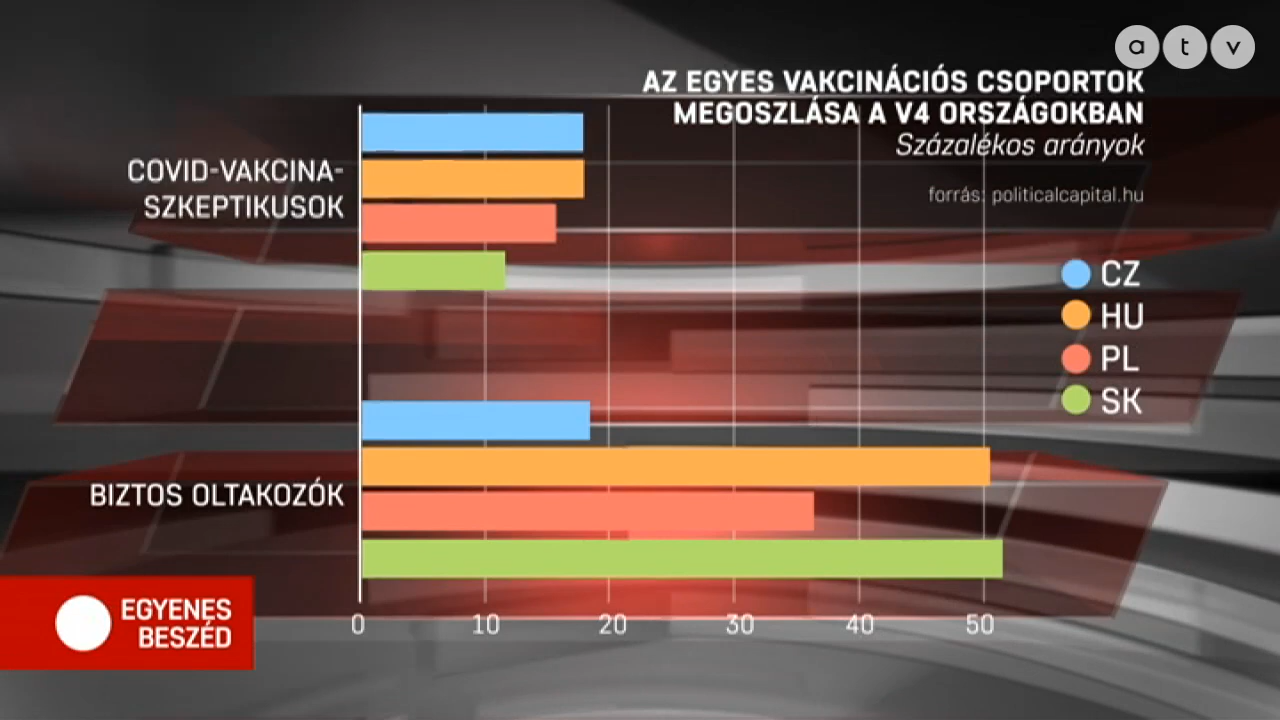 atv
AZ EGYES VAKCINÁCIÓS CSOPORTOK
MEGOSZLÁSA A V4 ORSZÁGOKBAN
Százalékos arányok
forrás: politicalcapital.hu
COVID-VAKCINA-
SZKEPTIKUSOK
CZ
HU
PL
SK
BIZTOS OLTAKOZÓK
0 10 20 30 40 50
EGYENES
BESZÉD